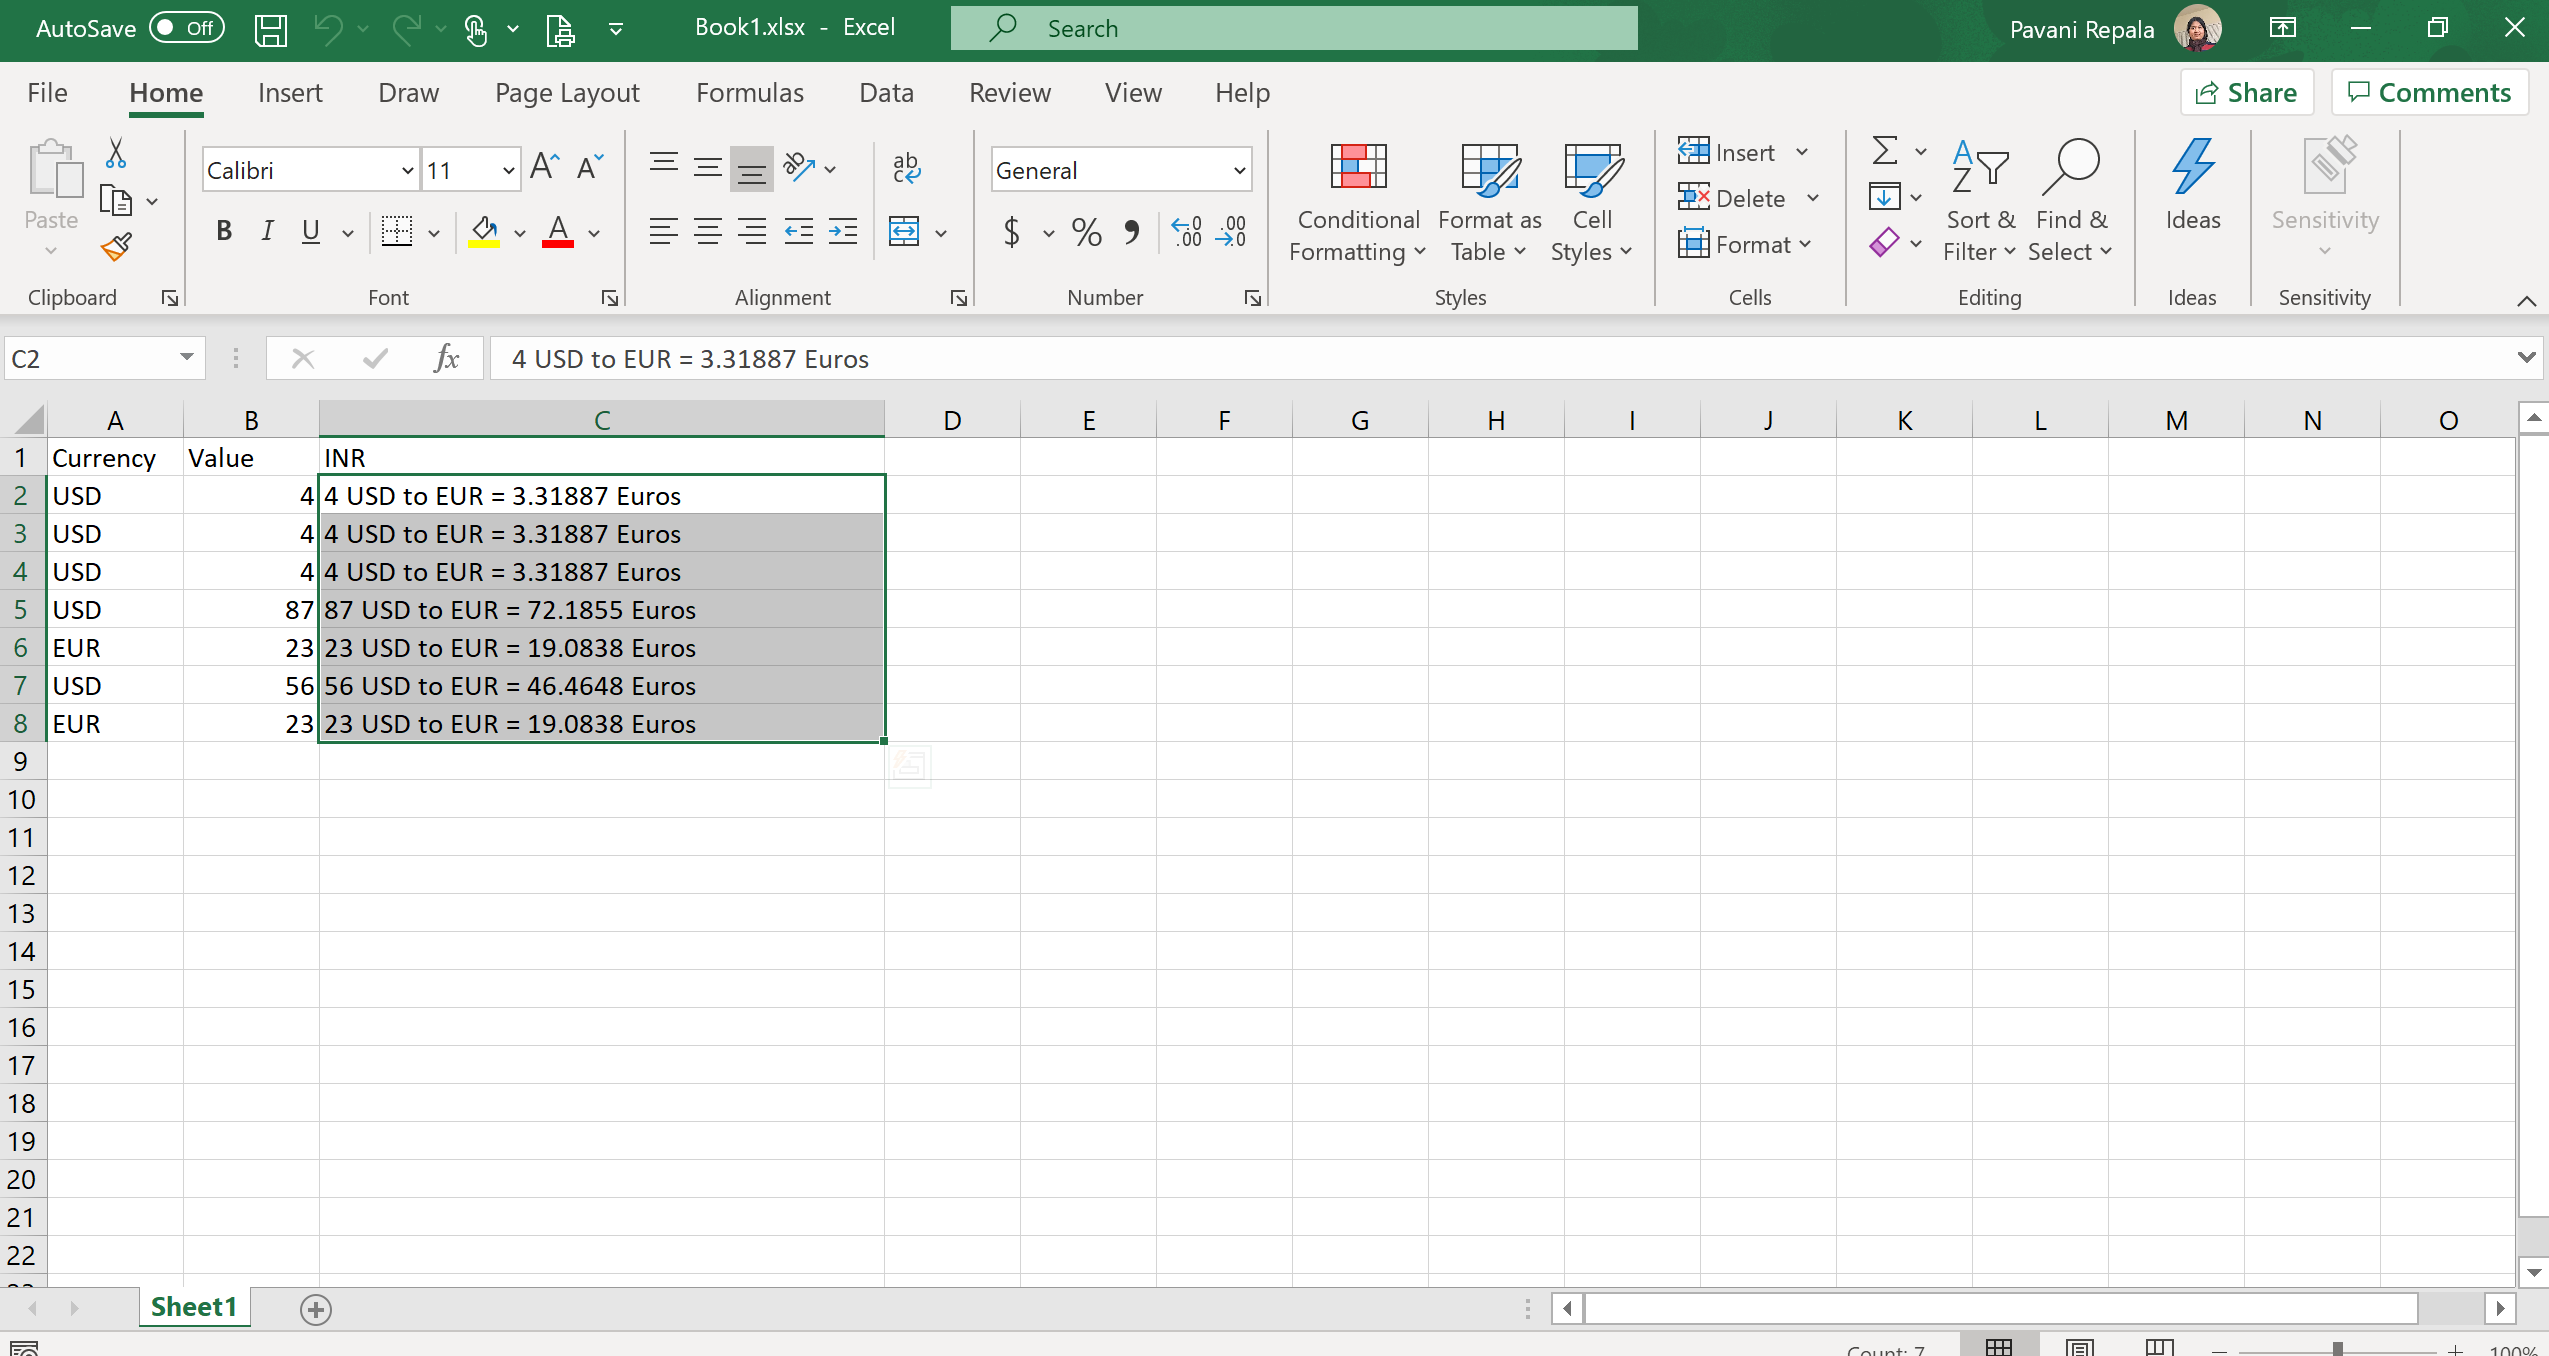 AutoSave Off Book1.xlsx - Excel Search Pavani Repala
File Home Insert Draw Page Layout Formulas Data Review View Help Share Comments
Paste
Clipboard
Calibri 11
B I U
Font
ab
Alignment
General
$ % ,
Number
Conditional Formatting
Format as Table
Cell Styles
Styles
Insert
Delete
Format
Cells
Sort & Filter
Find & Select
Editing
Ideas
Ideas
Sensitivity
Sensitivity
C2 fx 4 USD to EUR = 3.31887 Euros
A B C D E F G H I J K L M N O
1 Currency Value INR
2 USD 4 4 USD to EUR = 3.31887 Euros
3 USD 4 4 USD to EUR = 3.31887 Euros
4 USD 4 4 USD to EUR = 3.31887 Euros
5 USD 87 87 USD to EUR = 72.1855 Euros
6 EUR 23 23 USD to EUR = 19.0838 Euros
7 USD 56 56 USD to EUR = 46.4648 Euros
8 EUR 23 23 USD to EUR = 19.0838 Euros
9
10
11
12
13
14
15
16
17
18
19
20
21
22
Sheet1
Count: 7 100%